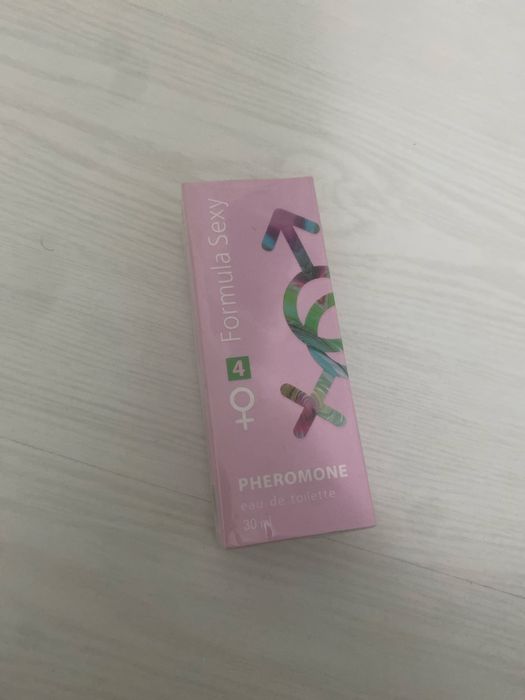 4 Formula Sexy
PHEROMONE
eau de toilette
30 ml